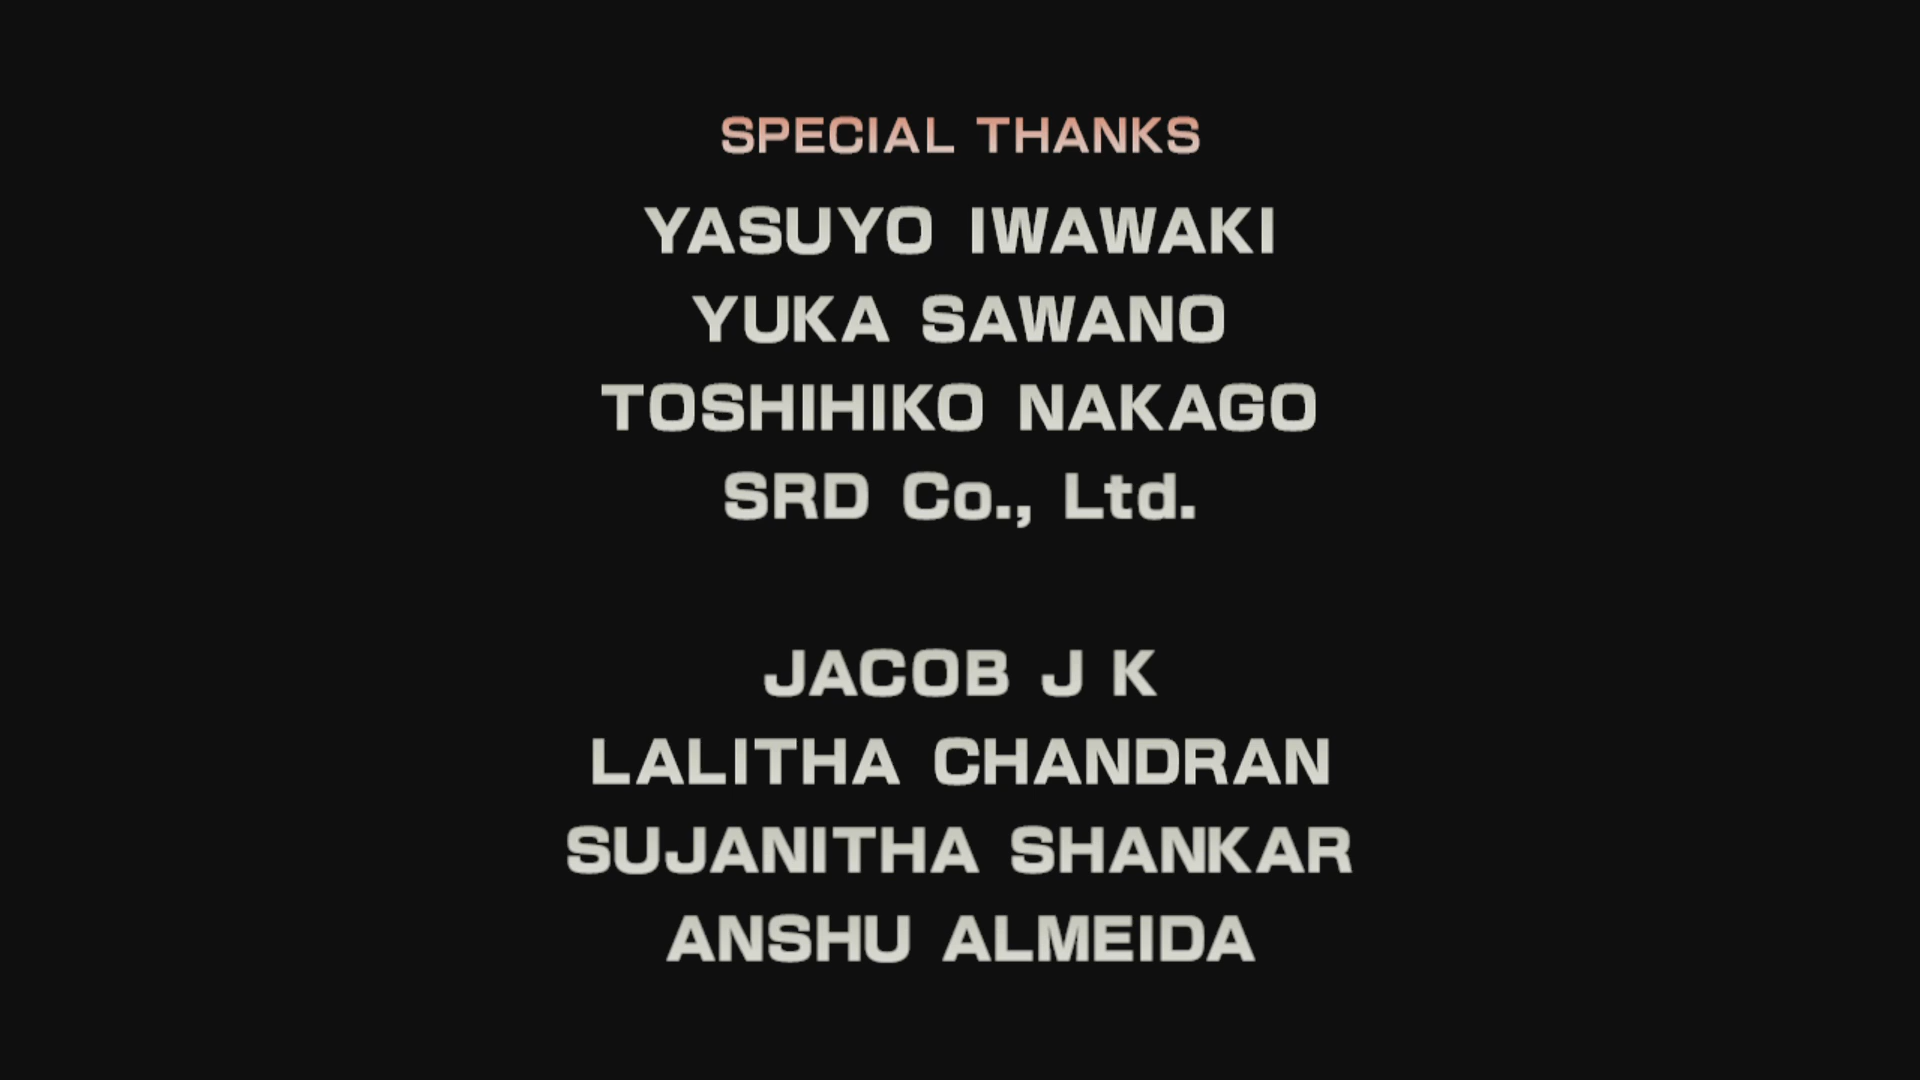 SPECIAL THANKS
YASUYO IWAWAKI
YUKA SAWANO
TOSHIHIKO NAKAGO
SRD Co., Ltd.
JACOB J K
LALITHA CHANDRAN
SUJANITHA SHANKAR
ANSHU ALMEIDA